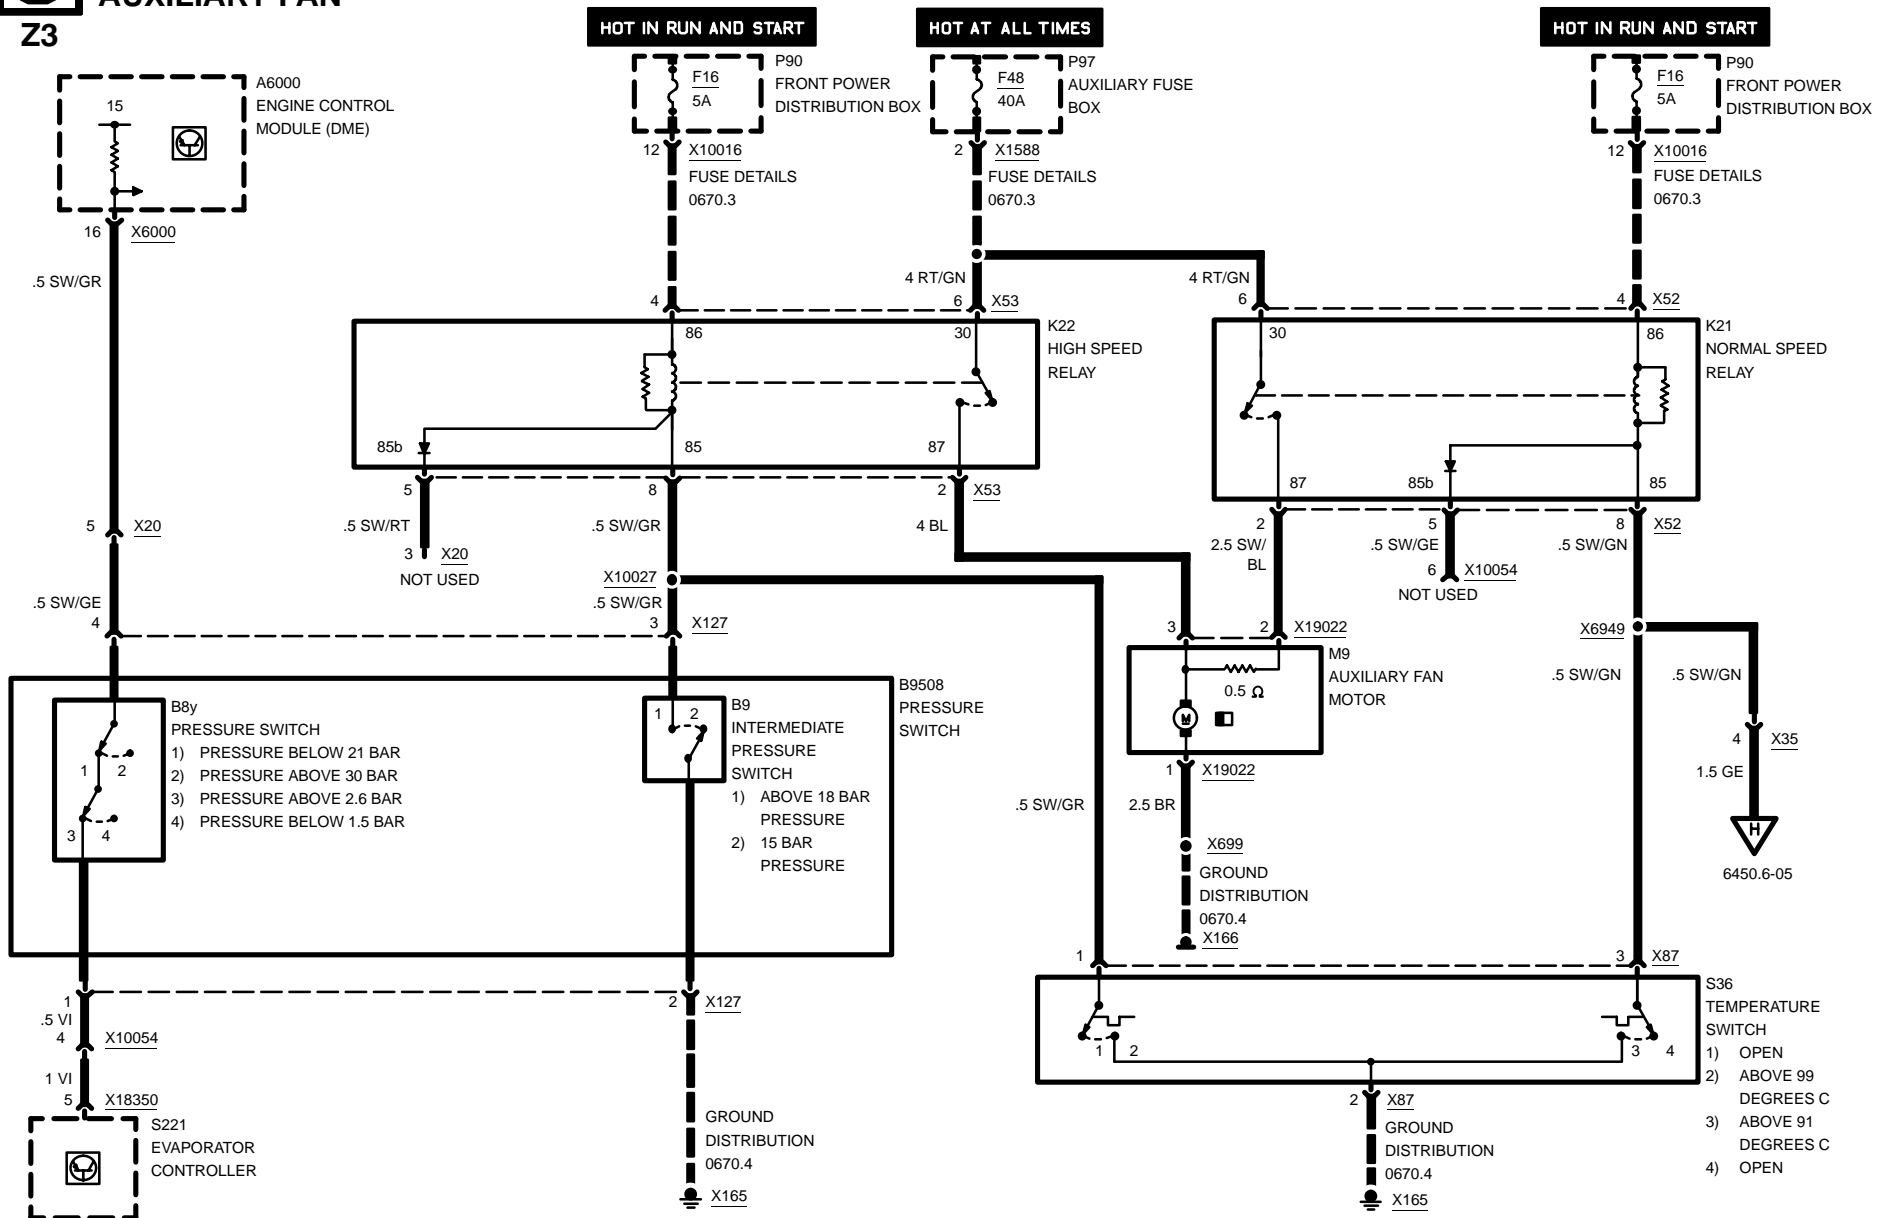 AUXILIARY FAN
Z3
HOT IN RUN AND START
HOT AT ALL TIMES
HOT IN RUN AND START
A6000
ENGINE CONTROL
MODULE (DME)
15
16 X6000
.5 SW/GR
5 X20
.5 SW/GE
4
F16
5A
P90
FRONT POWER
DISTRIBUTION BOX
12 X10016
FUSE DETAILS
0670.3
F48
40A
P97
AUXILIARY FUSE
BOX
2 X1588
FUSE DETAILS
0670.3
F16
5A
P90
FRONT POWER
DISTRIBUTION BOX
12 X10016
FUSE DETAILS
0670.3
4 RT/GN
4 RT/GN
4
6 X53
6
4 X52
86
30
K22
HIGH SPEED
RELAY
85b
85
87
30
86
K21
NORMAL SPEED
RELAY
87
85b
85
5
8
2 X53
.5 SW/RT
.5 SW/GR
4 BL
3 X20
NOT USED
X10027
.5 SW/GR
3 X127
2
5
8 X52
2.5 SW/
BL
.5 SW/GE
.5 SW/GN
6 X10054
NOT USED
X6949
.5 SW/GN
.5 SW/GN
3
2 X19022
M9
AUXILIARY FAN
MOTOR
0.5 Ω
M
1 X19022
2.5 BR
X699
GROUND
DISTRIBUTION
0670.4
X166
4 X35
1.5 GE
H
6450.6-05
B9508
PRESSURE
SWITCH
B8y
PRESSURE SWITCH
1) PRESSURE BELOW 21 BAR
2) PRESSURE ABOVE 30 BAR
3) PRESSURE ABOVE 2.6 BAR
4) PRESSURE BELOW 1.5 BAR
1 2
3 4
1 2
B9
INTERMEDIATE
PRESSURE
SWITCH
1) ABOVE 18 BAR
PRESSURE
2) 15 BAR
PRESSURE
.5 SW/GR
1
3 X87
1
2 X127
.5 VI
4 X10054
1 VI
5 X18350
S221
EVAPORATOR
CONTROLLER
GROUND
DISTRIBUTION
0670.4
X165
1 2
3 4
S36
TEMPERATURE
SWITCH
1) OPEN
2) ABOVE 99
DEGREES C
3) ABOVE 91
DEGREES C
4) OPEN
2 X87
GROUND
DISTRIBUTION
0670.4
X165